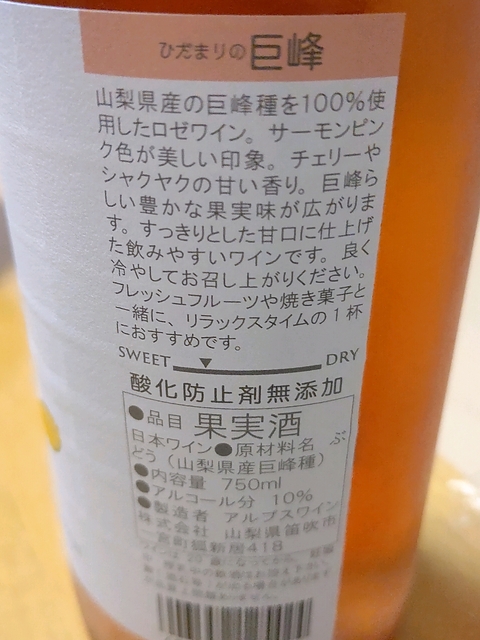 ひだまりの巨峰
山梨県産の巨峰種を100%使
用したロゼワイン。サーモンピン
ク色が美しい印象。チェリーや
シャクヤクの甘い香り。巨峰ら
しい豊かな果実味が広がりま
す。すっきりとした甘口に仕上げ
た飲みやすいワインです。良く
冷やしてお召し上がりください。
フレッシュフルーツや焼き菓子と
一緒に、リラックスタイムの1杯
におすすめです。
SWEET DRY
酸化防止剤無添加
●品目 果実酒
日本ワイン●原材料名 ぶ
どう(山梨県産巨峰種)
●内容量 750ml
●アルコール分 10%
●製造者 アルプスワイン
株式会社 山梨県笛吹市
一宮町狐新居418